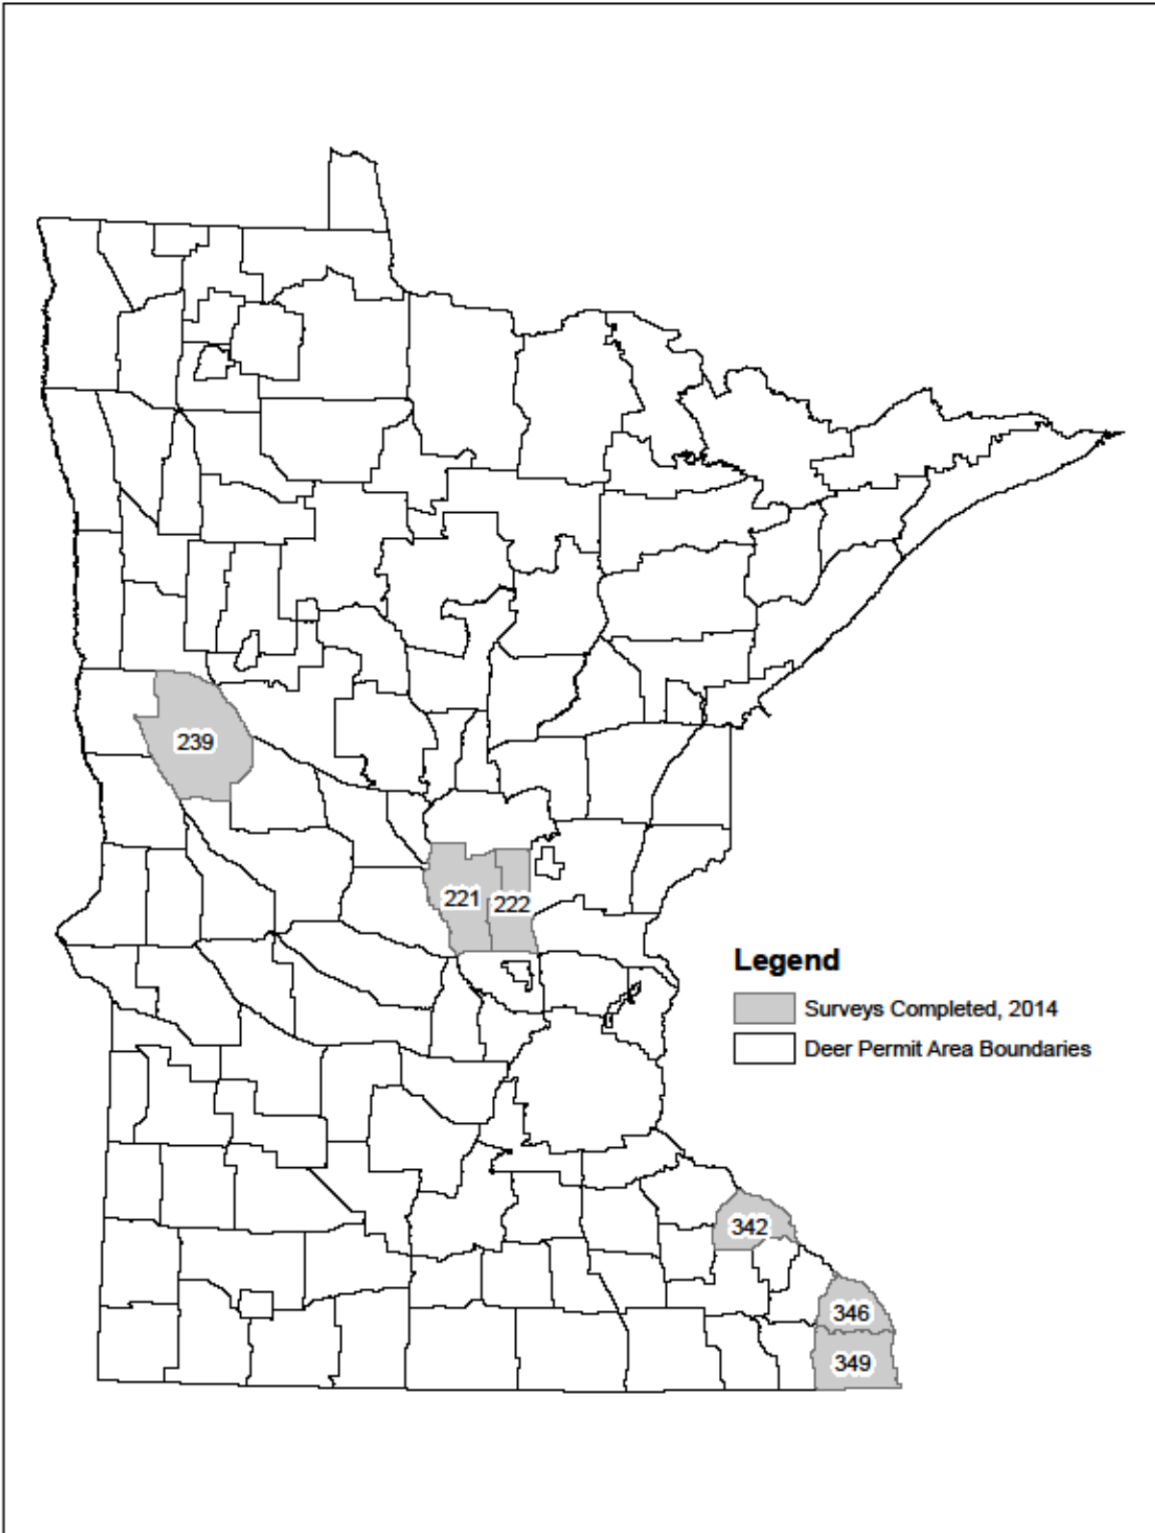 239
221
222
Legend
Surveys Completed, 2014
Deer Permit Area Boundaries
342
346
349